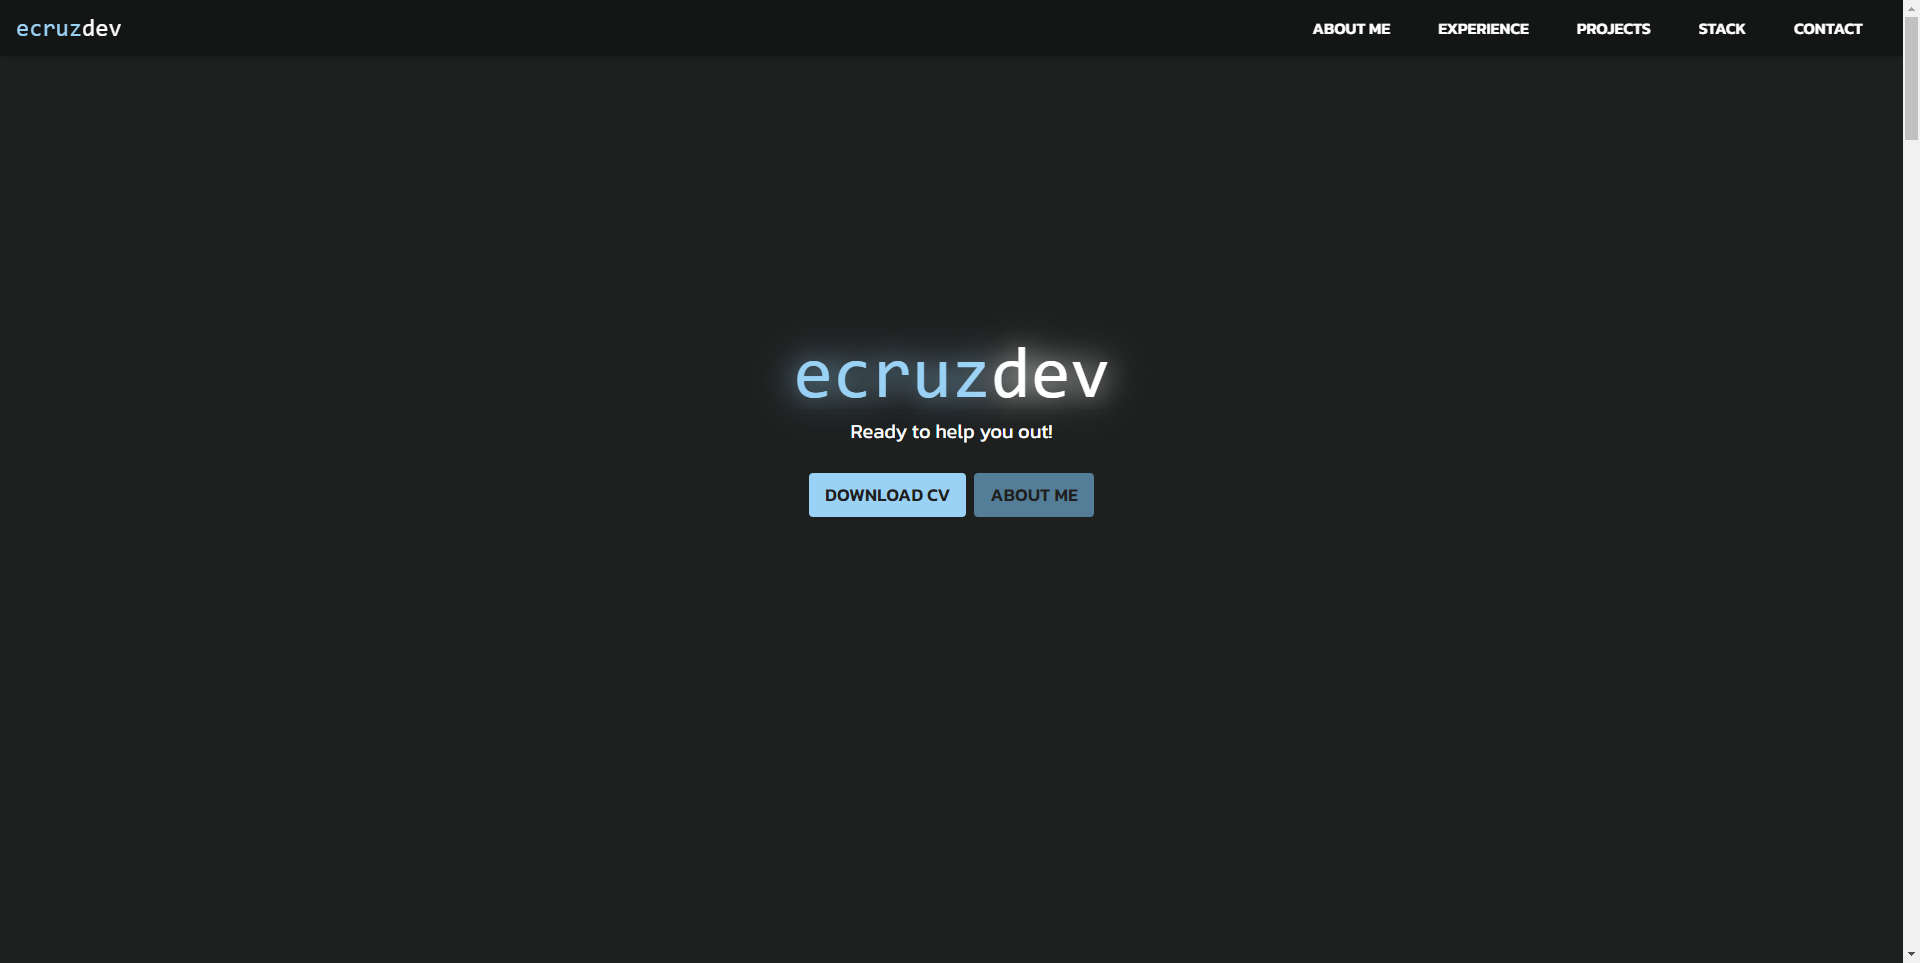 ecruzdev ABOUT ME EXPERIENCE PROJECTS STACK CONTACT
ecruzdev
Ready to help you out!
DOWNLOAD CV ABOUT ME